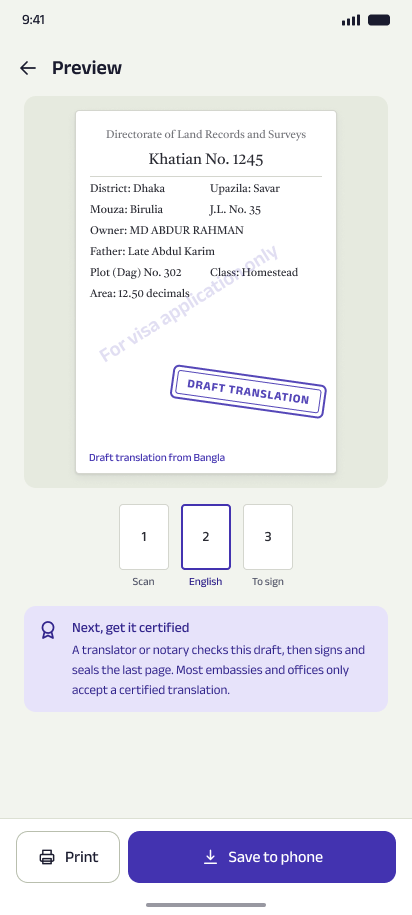 9:41
Preview
Directorate of Land Records and Surveys
Khatian No. 1245
District: Dhaka Upazila: Savar
Mouza: Birulia J.L. No. 35
Owner: MD ABDUR RAHMAN
Father: Late Abdul Karim
Plot (Dag) No. 302 Class: Homestead
Area: 12.50 decimals
For visa application only
DRAFT TRANSLATION
Draft translation from Bangla
1 2 3
Scan English To sign
Next, get it certified
A translator or notary checks this draft, then signs and
seals the last page. Most embassies and offices only
accept a certified translation.
Print Save to phone